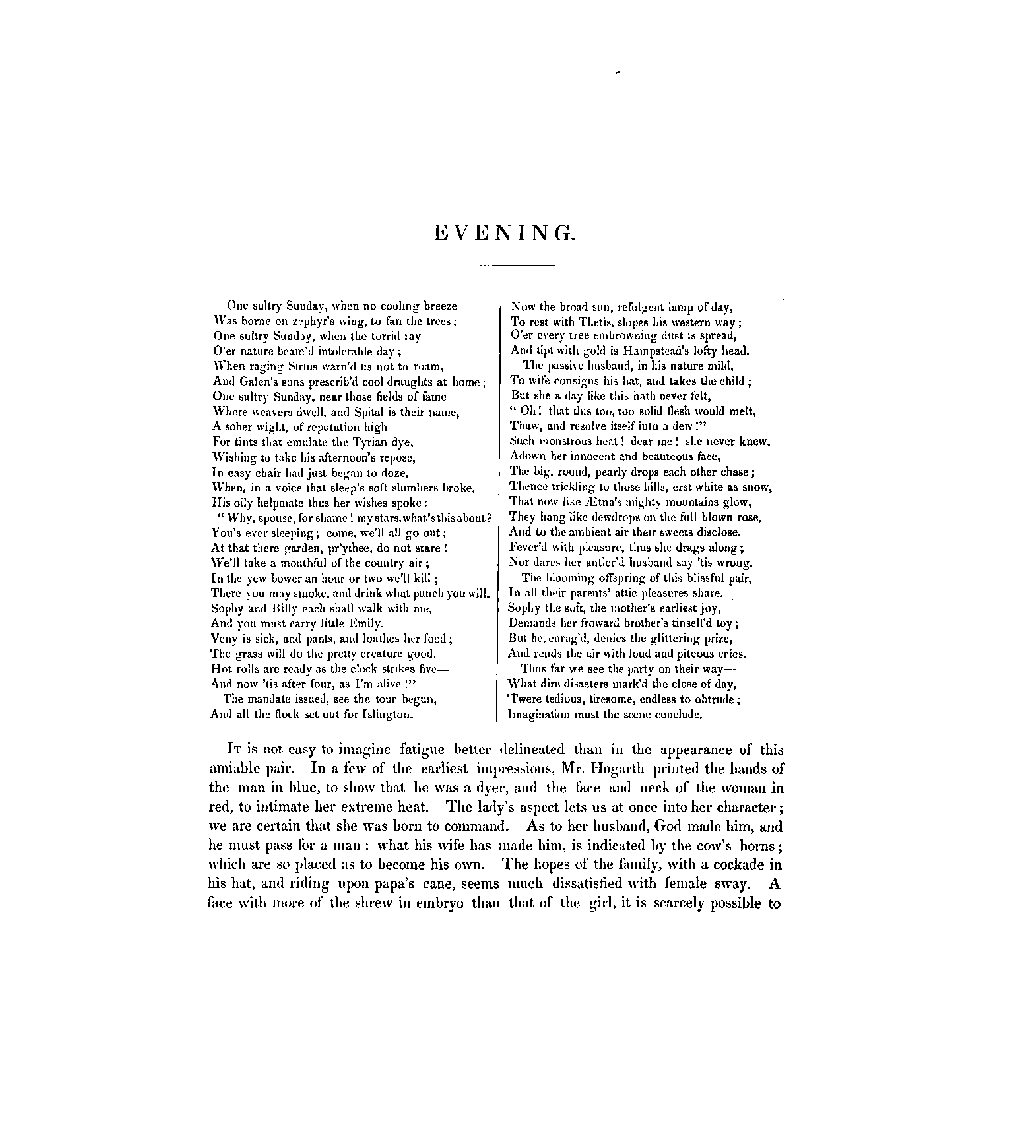 EVENING.
One sultry Sunday, when no cooling breeze
Was borne on zephyr's wing, to fan the trees;
One sultry Sunday, when the torrid ray
O'er nature beam'd intolerable day;
When raging Sirius warn'd us not to roam,
And Galen's sons prescrib'd cool draughts at home;
One sultry Sunday, near those fields of fame
Where weavers dwell, and Spital is their name,
A sober wight, of reputation high
For tints that emulate the Tyrian dye,
Wishing to take his afternoon's repose,
In easy chair had just began to doze,
When, in a voice that sleep's soft slumbers broke,
His oily helpmate thus her wishes spoke:
"Why, spouse, for shame! my stars, what's this about?
You's ever sleeping; come, we'll all go out;
At that there garden, pr'ythee, do not stare!
We'll take a mouthful of the country air;
In the yew bower an hour or two we'll kill;
There you may smoke, and drink what punch you will.
Sophy and Billy each shall walk with me,
And you must carry little Emily.
Veny is sick, and pants, and loathes her food;
The grass will do the pretty creature good.
Hot rolls are ready as the clock strikes five—
And now 'tis after four, as I'm alive!"
The mandate issued, see the tour begun,
And all the flock set out for Islington.
Now the broad sun, refulgent lamp of day,
To rest with Thetis, slopes his western way;
O'er every tree embrowning dust is spread,
And tipt with gold is Hampstead's lofty head.
The passive husband, in his nature mild,
To wife consigns his hat, and takes the child;
But she a day like this hath never felt,
"Oh! that this too, too solid flesh would melt,
Thaw, and resolve itself into a dew!"
Such monstrous heat! dear me! she never knew.
Adown her innocent and beauteous face,
The big, round, pearly drops each other chase;
Thence trickling to those hills, erst white as snow,
That now like Ætna's mighty mountains glow,
They hang like dewdrops on the full blown rose,
And to the ambient air their sweets disclose.
Fever'd with pleasure, thus she drags along;
Nor dares her antler'd husband say 'tis wrong.
The blooming offspring of this blissful pair,
In all their parents' attic pleasures share.
Sophy the soft, the mother's earliest joy,
Demands her froward brother's tinsell'd toy;
But he, enrag'd, denies the glittering prize,
And rends the air with loud and piteous cries.
Thus far we see the party on their way—
What dire disasters mark'd the close of day,
'Twere tedious, tiresome, endless to obtrude;
Imagination must the scene conclude.
IT is not easy to imagine fatigue better delineated than in the appearance of this
amiable pair. In a few of the earliest impressions, Mr. Hogarth printed the hands of
the man in blue, to show that he was a dyer, and the face and neck of the woman in
red, to intimate her extreme heat. The lady's aspect lets us at once into her character;
we are certain that she was born to command. As to her husband, God made him, and
he must pass for a man: what his wife has made him, is indicated by the cow's horns;
which are so placed as to become his own. The hopes of the family, with a cockade in
his hat, and riding upon papa's cane, seems much dissatisfied with female sway. A
face with more of the shrew in embryo than that of the girl, it is scarcely possible to